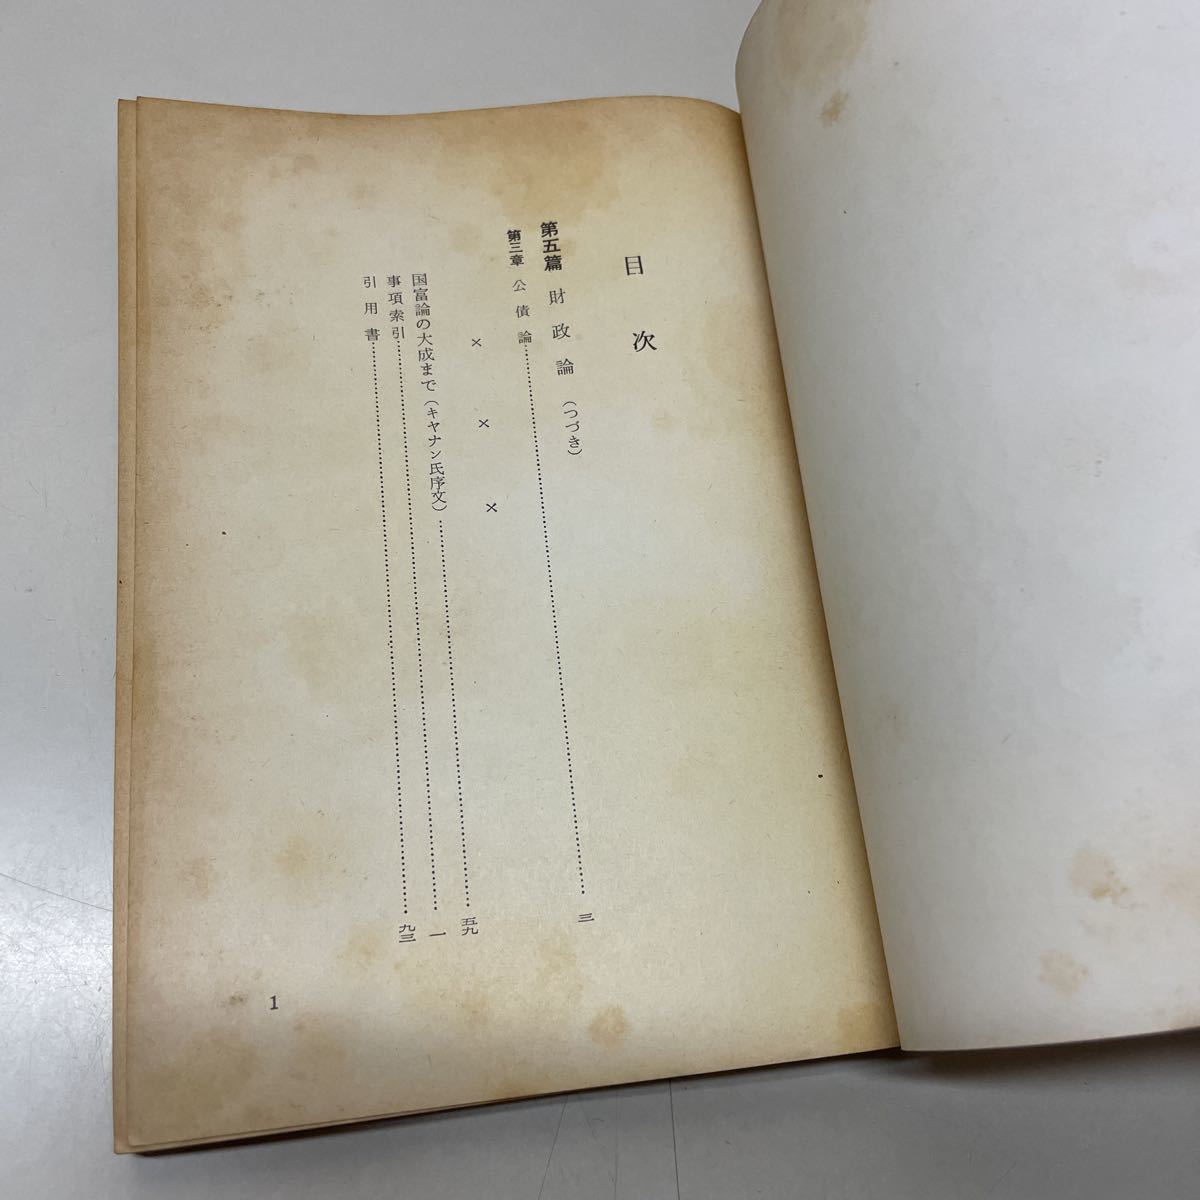 目次
第五篇 財政論(つづき)
第三章 公債論……………………三
× × ×
国富論の大成まで(キヤナン氏序文)……………………五九
事項索引……………………一
引用書……………………九三
1